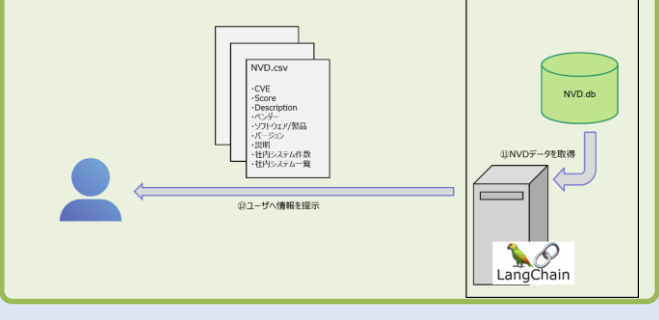 NVD.csv
・CVE
・Score
・Description
・ベンダー
・ソフトウェア/製品
・バージョン
・説明
・社内システム件数
・社内システム一覧
NVD.db
⑪NVDデータを取得
⑫ユーザへ情報を提示
LangChain